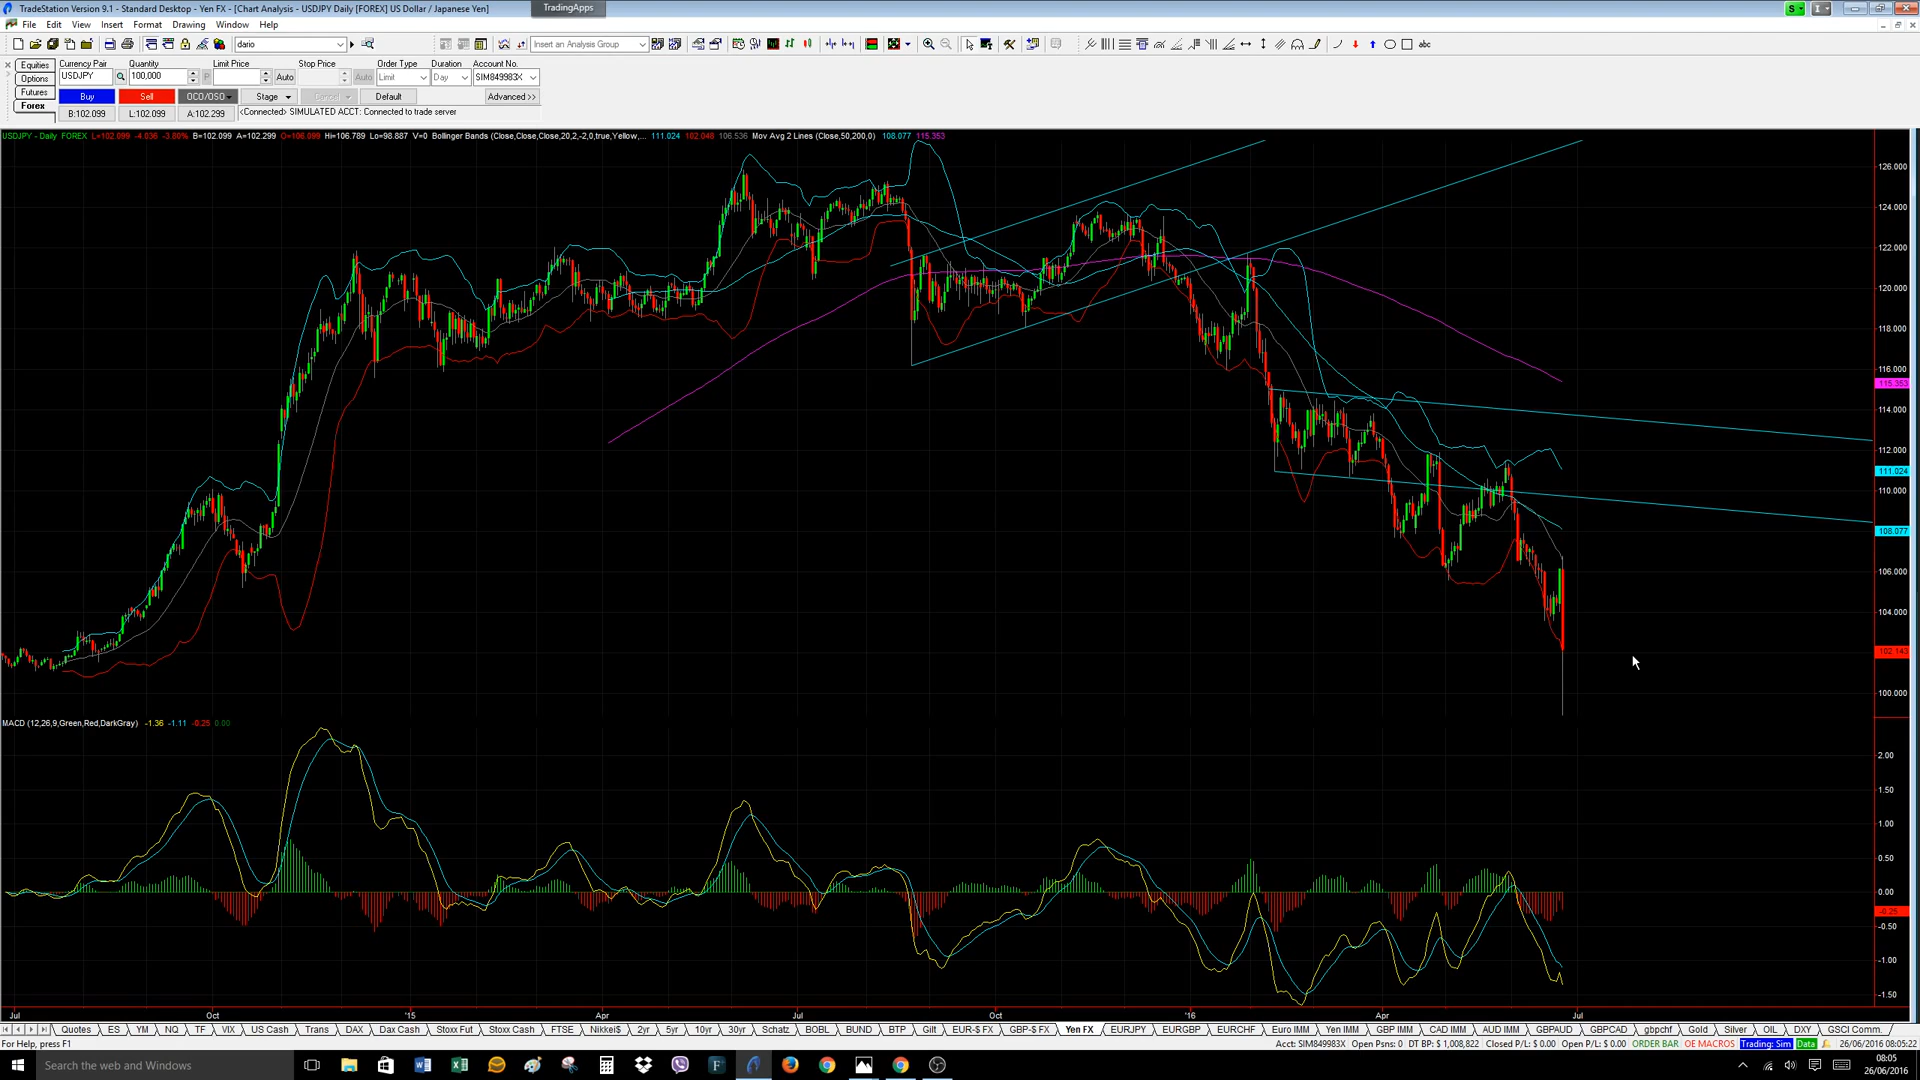 TradeStation Version 9.1 - Standard Desktop - Yen FX - [Chart Analysis - USDJPY Daily [FOREX] US Dollar / Japanese Yen]
TradingApps
File Edit View Insert Format Drawing Window Help
dario
Insert an Analysis Group
abc
Equities
Options
Futures
Forex
Currency Pair Quantity Limit Price Stop Price Order Type Duration Account No.
USDJPY 100,000 P Auto Auto Limit Day SIM849983X
Buy Sell OCO/OSO Stage Cancel Default Advanced >>
B:102.099 L:102.099 A:102.299 <Connected> SIMULATED ACCT: Connected to trade server
USDJPY - Daily FOREX L=102.099 -4.036 -3.80% B=102.099 A=102.299 O=106.099 Hi=106.789 Lo=98.887 V=0 Bollinger Bands (Close,Close,Close,20,2,-2,0,true,Yellow,... 111.024 102.048 106.536 Mov Avg 2 Lines (Close,50,200,0) 108.077 115.353
126.000
124.000
122.000
120.000
118.000
116.000
115.353
114.000
112.000
111.024
110.000
108.077
106.000
104.000
102.143
100.000
MACD (12,26,9,Green,Red,DarkGray) -1.36 -1.11 -0.25 0.00
2.00
1.50
1.00
0.50
0.00
-0.25
-0.50
-1.00
-1.50
Jul Oct '15 Apr Jul Oct '16 Apr Jul
Quotes ES YM NQ TF VIX US Cash Trans DAX Dax Cash Stoxx Fut Stoxx Cash FTSE Nikkei$ 2yr 5yr 10yr 30yr Schatz BOBL BUND BTP Gilt EUR-$ FX GBP-$ FX Yen FX EURJPY EURGBP EURCHF Euro IMM Yen IMM GBP IMM CAD IMM AUD IMM GBPAUD GBPCAD gbpchf Gold Silver OIL DXY GSCI Comm.
For Help, press F1
Acct: SIM849983X Open Psns: 0 DT BP: $ 1,008,822 Closed P/L: $ 0.00 Open P/L: $ 0.00 ORDER BAR OE MACROS Trading: Sim Data 26/06/2016 08:05:22
Search the web and Windows
08:05
26/06/2016